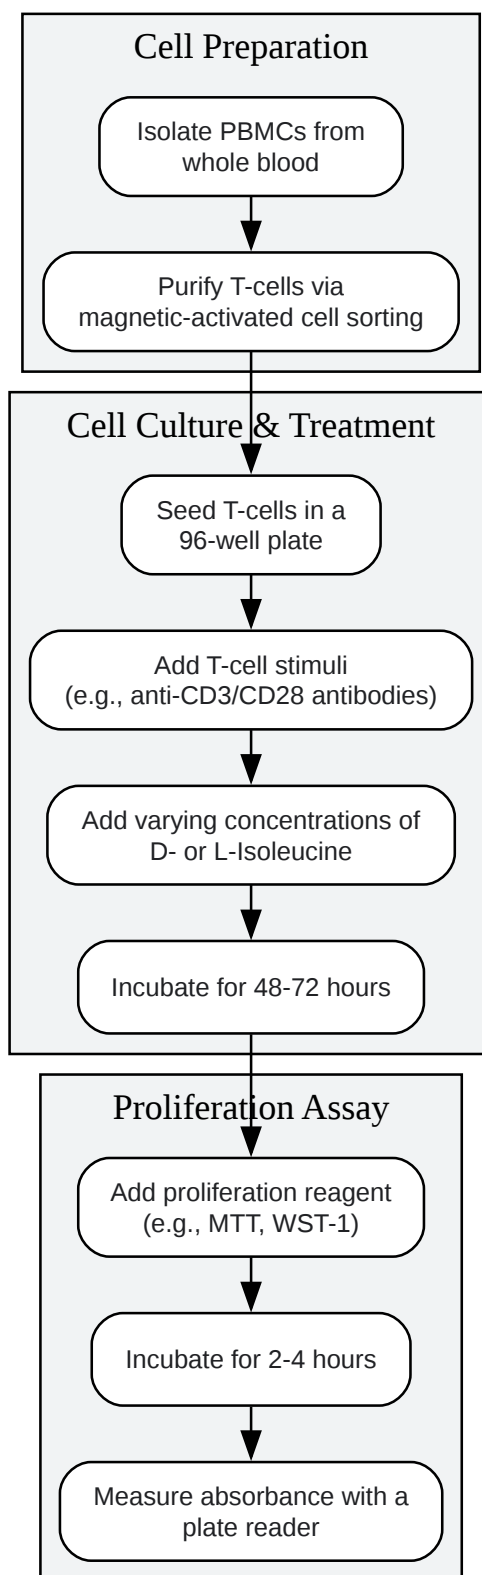 Cell Preparation
Isolate PBMCs from
whole blood
Purify T-cells via
magnetic-activated cell sorting
Cell Culture & Treatment
Seed T-cells in a
96-well plate
Add T-cell stimuli
(e.g., anti-CD3/CD28 antibodies)
Add varying concentrations of
D- or L-Isoleucine
Incubate for 48-72 hours
Proliferation Assay
Add proliferation reagent
(e.g., MTT, WST-1)
Incubate for 2-4 hours
Measure absorbance with a
plate reader